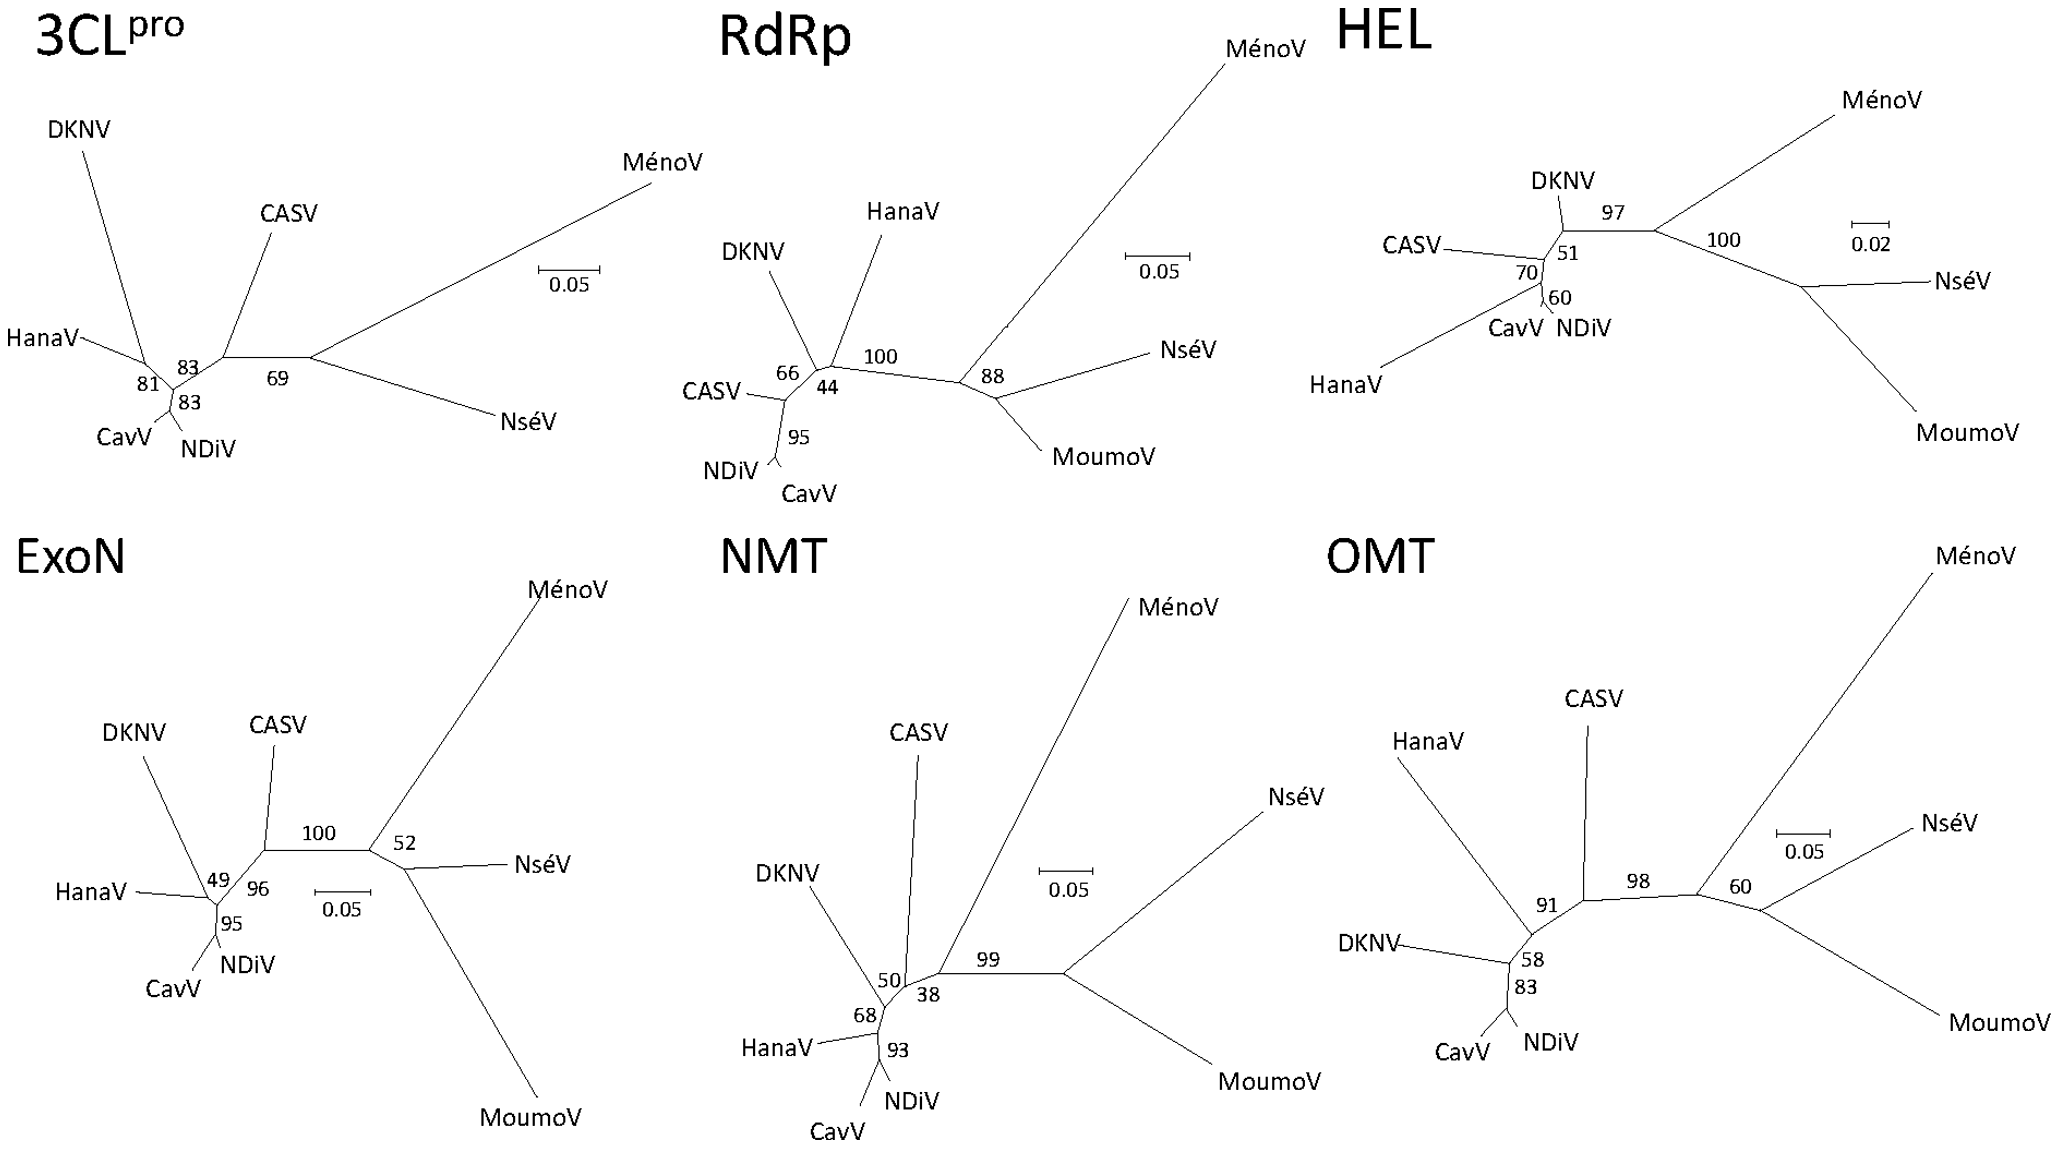 3CLpro
DKNV
MénoV
CASV
0.05
HanaV
83
81
69
83
CavV
NDiV
NséV
RdRp
MénoV
HanaV
DKNV
0.05
100
66
44
88
NséV
CASV
95
MoumoV
NDiV
CavV
HEL
MénoV
DKNV
97
CASV
51
100
0.02
70
60
NséV
CavV
NDiV
HanaV
MoumoV
ExoN
MénoV
DKNV
CASV
100
52
49
96
HanaV
0.05
NséV
95
NDiV
CavV
MoumoV
NMT
MénoV
CASV
NséV
DKNV
0.05
99
50
38
68
HanaV
93
NDiV
MoumoV
CavV
OMT
MénoV
CASV
HanaV
NséV
0.05
98
60
91
DKNV
58
83
MoumoV
CavV
NDiV